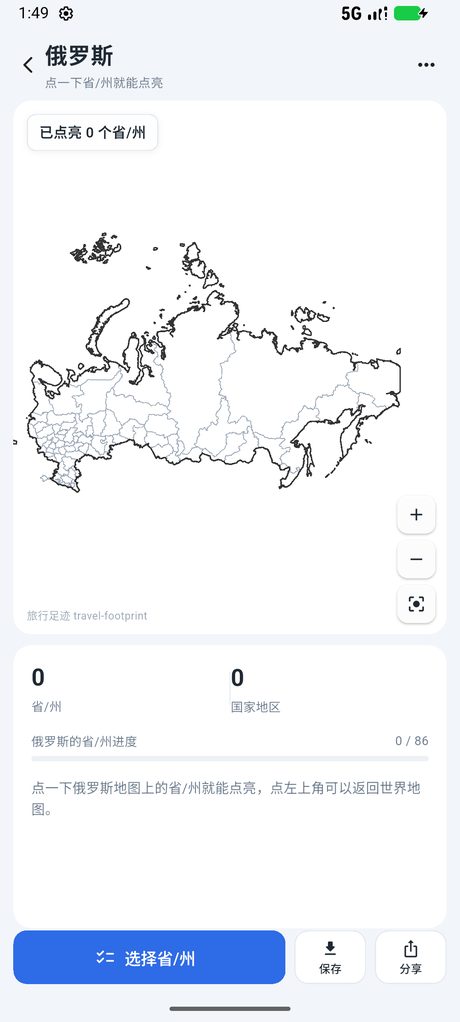 1:49
5G
俄罗斯
点一下省/州就能点亮
已点亮 0 个省/州
旅行足迹 travel-footprint
0
省/州
0
国家地区
俄罗斯的省/州进度
0 / 86
点一下俄罗斯地图上的省/州就能点亮，点左上角可以返回世界地
图。
选择省/州
保存
分享